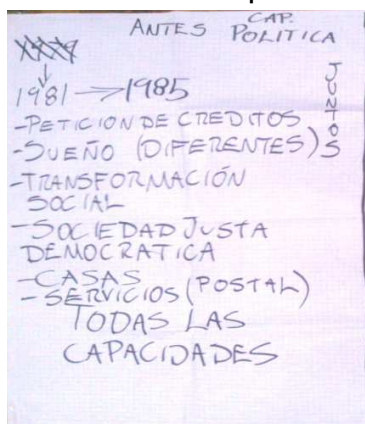 ANTES CAP. POLITICA
1981 → 1985
JUNTOS
-PETICION DE CREDITOS
-SUEÑO (DIFERENTES)
-TRANSFORMACIÓN
SOCIAL
-SOCIEDAD JUSTA
DEMOCRATICA
-CASAS
-SERVICIOS (POSTAL)
TODAS LAS
CAPACIDADES